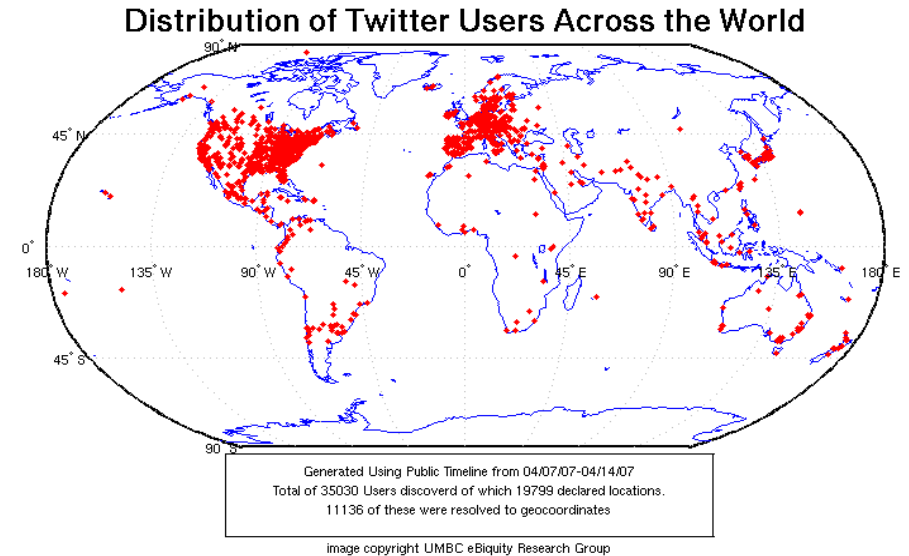 Distribution of Twitter Users Across the World
90° N
45° N
0°
180° W 135° W 90° W 45° W 0° 45° E 90° E 135° E 180° E
45° S
90° S
Generated Using Public Timeline from 04/07/07-04/14/07
Total of 35030 Users discoverd of which 19799 declared locations.
11136 of these were resolved to geocoordinates
image copyright UMBC eBiquity Research Group